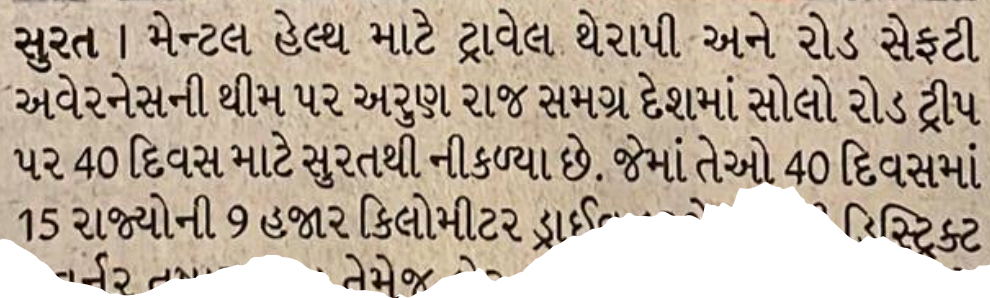 સુરત | મેન્ટલ હેલ્થ માટે ટ્રાવેલ થેરાપી અને રોડ સેફટી
અવેરનેસની થીમ પર અરુણ રાજ સમગ્ર દેશમાં સોલો રોડ ટ્રીપ
પર 40 દિવસ માટે સુરતથી નીકળ્યા છે. જેમાં તેઓ 40 દિવસમાં
15 રાજ્યોની 9 હજાર કિલોમીટર ડિસ્ટ્રિક્ટ
તેમેજ